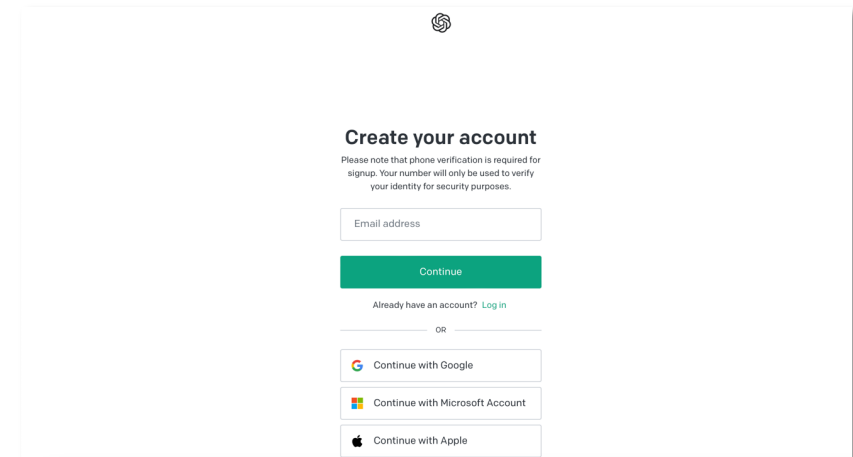 Create your account
Please note that phone verification is required for
signup. Your number will only be used to verify
your identity for security purposes.
Email address
Continue
Already have an account? Log in
OR
Continue with Google
Continue with Microsoft Account
Continue with Apple